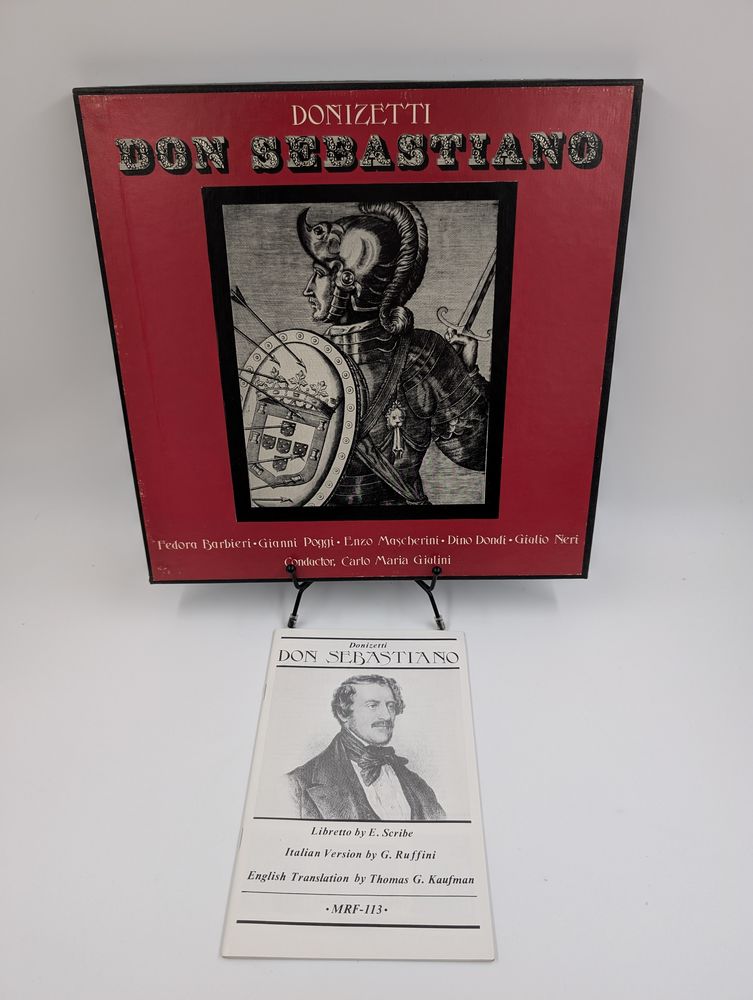 DONIZETTI
DON SEBASTIANO
Fedora Barbieri • Gianni Poggi • Enzo Mascherini • Dino Dondi • Giulio Neri
Conductor, Carlo Maria Giulini
Donizetti
DON SEBASTIANO
Libretto by E. Scribe
Italian Version by G. Ruffini
English Translation by Thomas G. Kaufman
• MRF-113 •